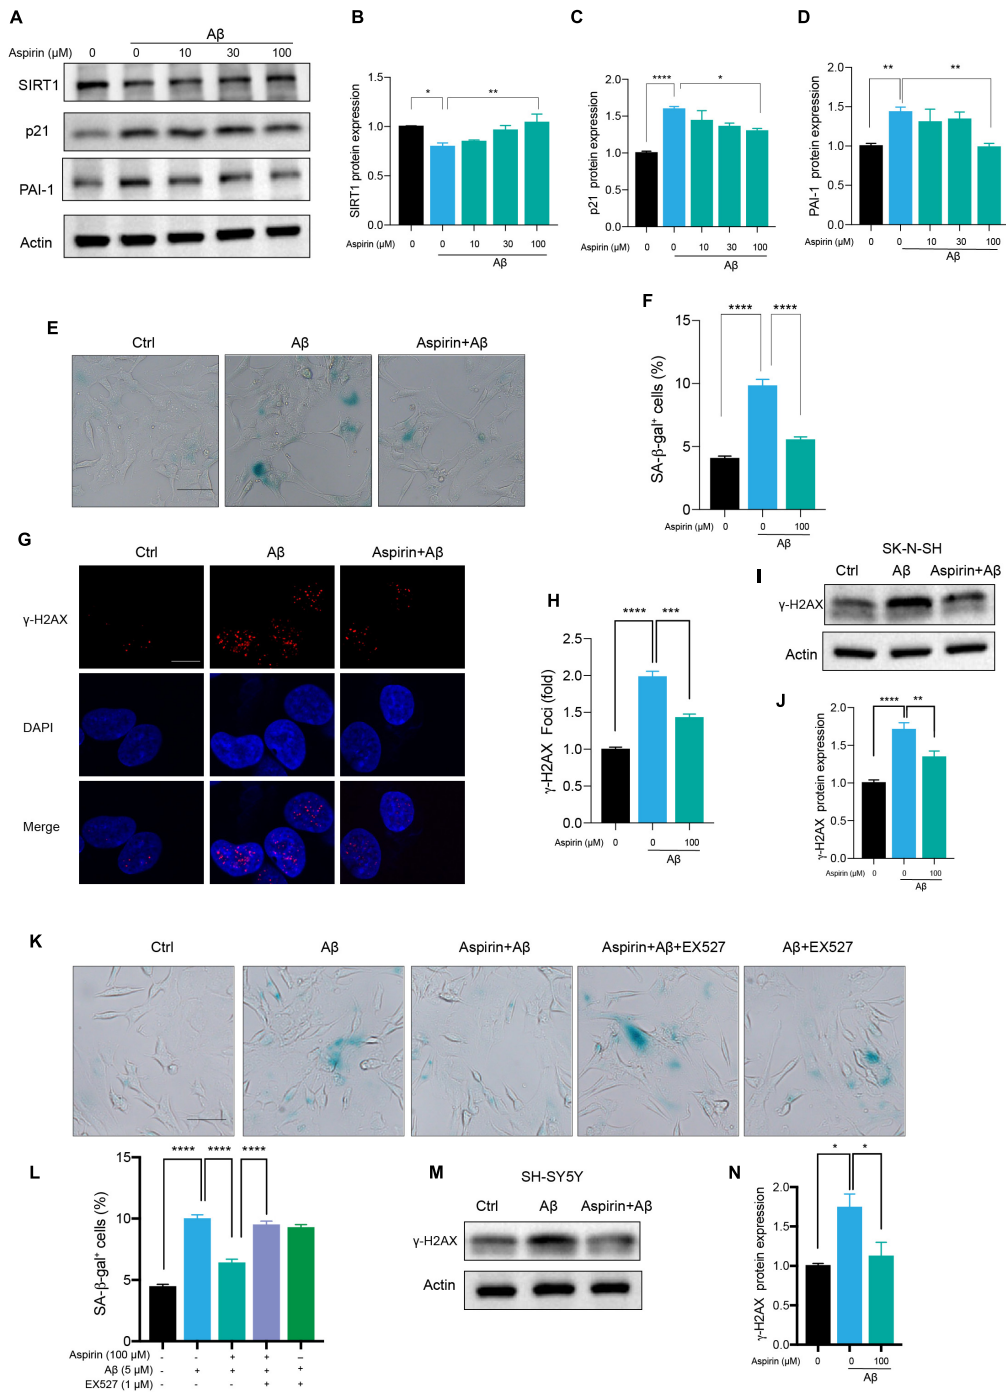 A
Aβ
Aspirin (μM) 0 0 10 30 100
SIRT1
p21
PAI-1
Actin
B
SIRT1 protein expression
1.5
1.0
0.5
0.0
* **
Aspirin (μM) 0 0 10 30 100
Aβ
C
p21 protein expression
2.0
1.5
1.0
0.5
0.0
**** *
Aspirin (μM) 0 0 10 30 100
Aβ
D
PAI-1 protein expression
2.0
1.5
1.0
0.5
0.0
** **
Aspirin (μM) 0 0 10 30 100
Aβ
E
Ctrl Aβ Aspirin+Aβ
F
SA-β-gal+ cells (%)
15
10
5
0
**** ****
Aspirin (μM) 0 0 100
Aβ
G
Ctrl Aβ Aspirin+Aβ
γ-H2AX
DAPI
Merge
H
γ-H2AX Foci (fold)
2.5
2.0
1.5
1.0
0.5
0.0
**** ***
Aspirin (μM) 0 0 100
Aβ
I
SK-N-SH
Ctrl Aβ Aspirin+Aβ
γ-H2AX
Actin
J
γ-H2AX protein expression
2.0
1.5
1.0
0.5
0.0
**** **
Aspirin (μM) 0 0 100
Aβ
K
Ctrl Aβ Aspirin+Aβ Aspirin+Aβ+EX527 Aβ+EX527
L
SA-β-gal+ cells (%)
15
10
5
0
**** **** ****
Aspirin (100 μM) - - + + -
Aβ (5 μM) - + + + +
EX527 (1 μM) - - - + +
M
SH-SY5Y
Ctrl Aβ Aspirin+Aβ
γ-H2AX
Actin
N
γ-H2AX protein expression
2.0
1.5
1.0
0.5
0.0
* *
Aspirin (μM) 0 0 100
Aβ